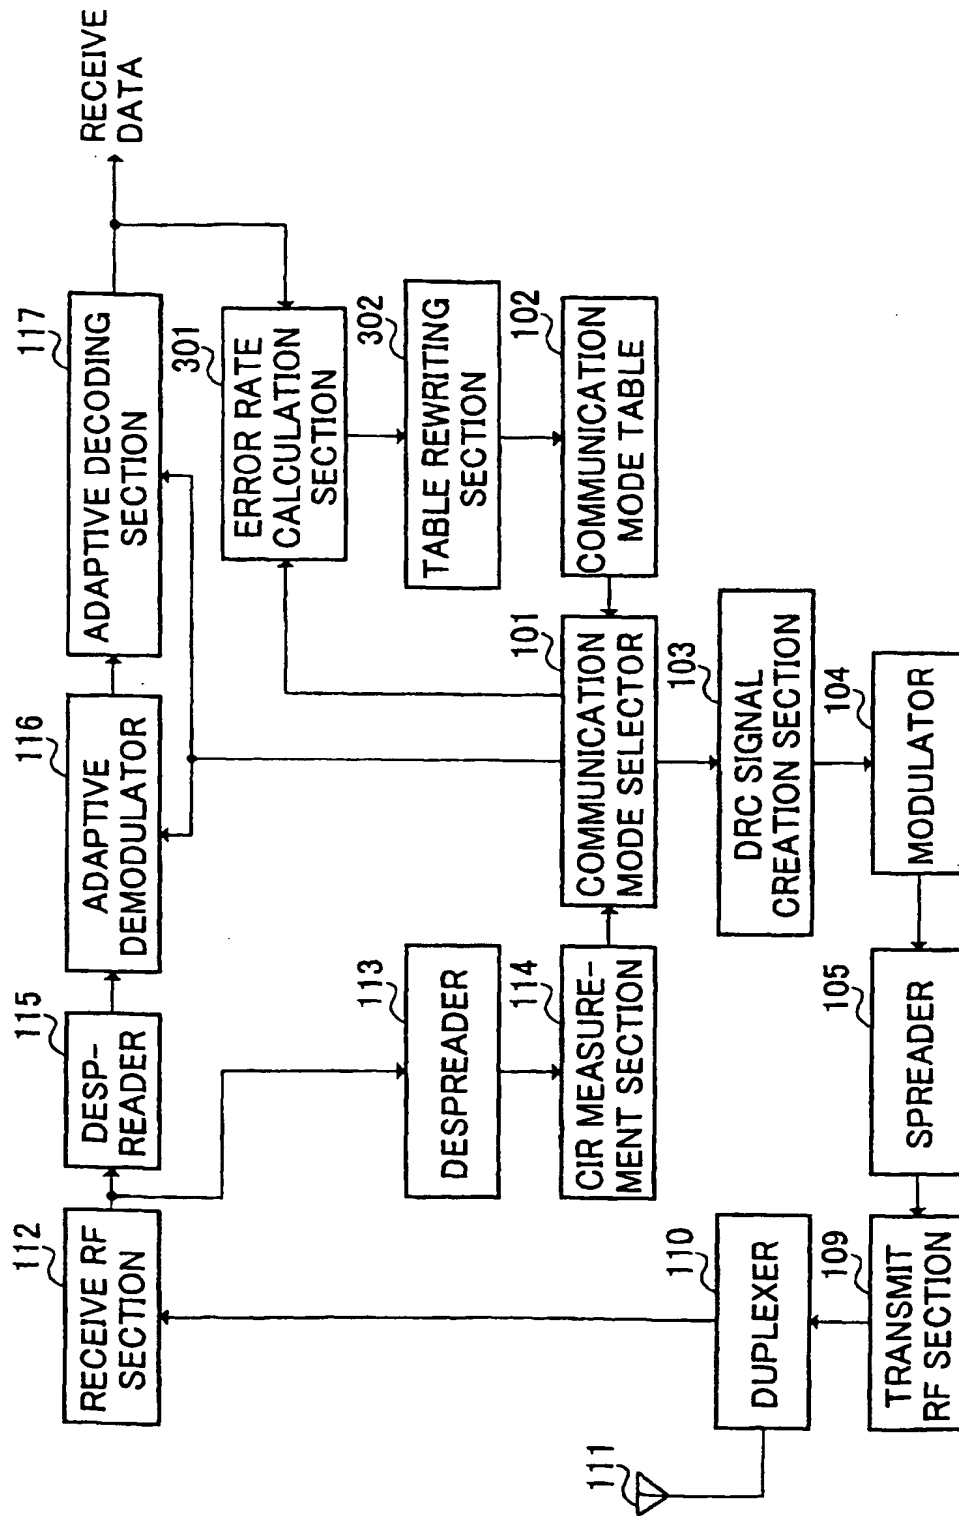 112
RECEIVE RF
SECTION
115
DESP-
READER
116
ADAPTIVE
DEMODULATOR
117
ADAPTIVE DECODING
SECTION
RECEIVE
DATA
301
ERROR RATE
CALCULATION
SECTION
113
DESPREADER
302
TABLE REWRITING
SECTION
114
CIR MEASURE-
MENT SECTION
101
COMMUNICATION
MODE SELECTOR
102
COMMUNICATION
MODE TABLE
111
110
DUPLEXER
103
DRC SIGNAL
CREATION SECTION
109
TRANSMIT
RF SECTION
105
SPREADER
104
MODULATOR